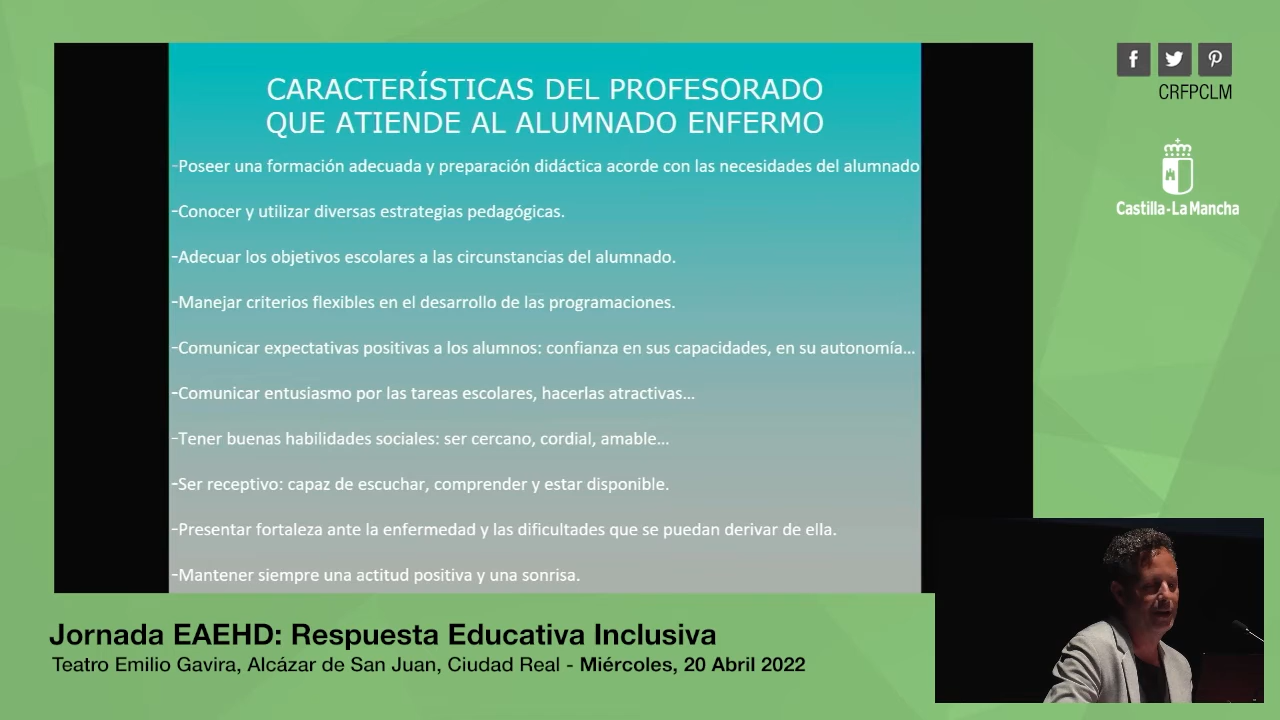 CARACTERÍSTICAS DEL PROFESORADO
QUE ATIENDE AL ALUMNADO ENFERMO
-Poseer una formación adecuada y preparación didáctica acorde con las necesidades del alumnado
-Conocer y utilizar diversas estrategias pedagógicas.
-Adecuar los objetivos escolares a las circunstancias del alumnado.
-Manejar criterios flexibles en el desarrollo de las programaciones.
-Comunicar expectativas positivas a los alumnos: confianza en sus capacidades, en su autonomía...
-Comunicar entusiasmo por las tareas escolares, hacerlas atractivas...
-Tener buenas habilidades sociales: ser cercano, cordial, amable...
-Ser receptivo: capaz de escuchar, comprender y estar disponible.
-Presentar fortaleza ante la enfermedad y las dificultades que se puedan derivar de ella.
-Mantener siempre una actitud positiva y una sonrisa.
CRFPCLM
Castilla-La Mancha
Jornada EAEHD: Respuesta Educativa Inclusiva
Teatro Emilio Gavira, Alcázar de San Juan, Ciudad Real - Miércoles, 20 Abril 2022